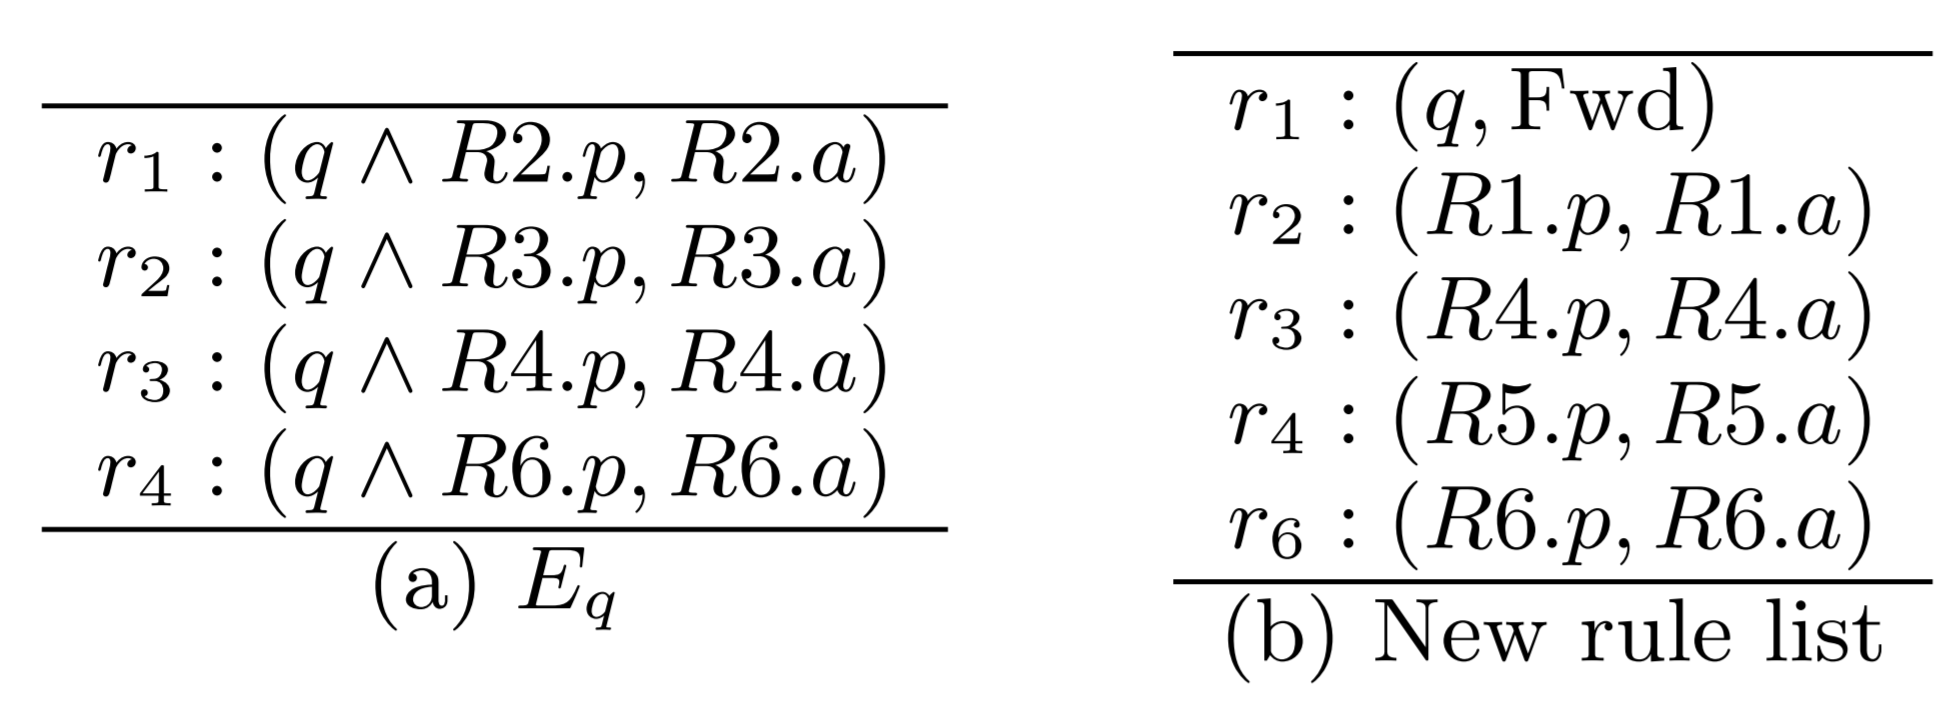 r₁ : (q ∧ R2.p, R2.a)
r₂ : (q ∧ R3.p, R3.a)
r₃ : (q ∧ R4.p, R4.a)
r₄ : (q ∧ R6.p, R6.a)
(a) E_q
r₁ : (q, Fwd)
r₂ : (R1.p, R1.a)
r₃ : (R4.p, R4.a)
r₄ : (R5.p, R5.a)
r₆ : (R6.p, R6.a)
(b) New rule list